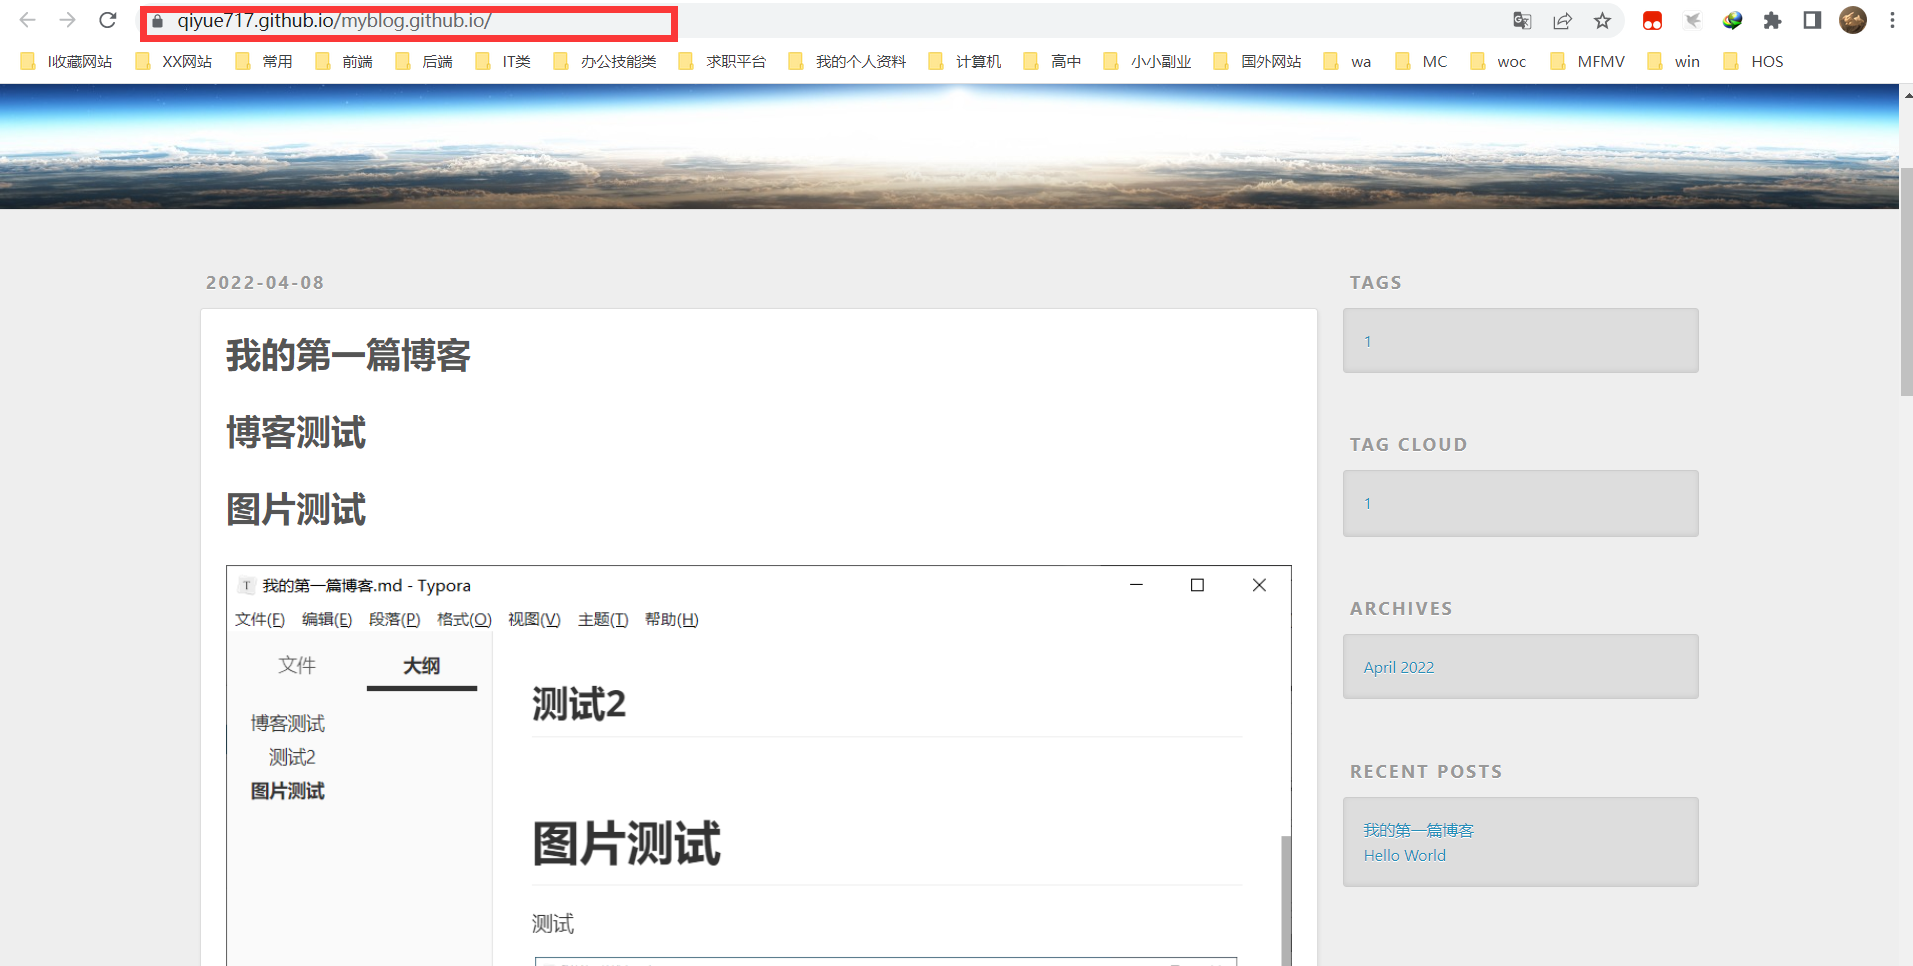 qiyue717.github.io/myblog.github.io/
I收藏网站 XX网站 常用 前端 后端 IT类 办公技能类 求职平台 我的个人资料 计算机 高中 小小副业 国外网站 wa MC woc MFMV win HOS
2022-04-08
我的第一篇博客
博客测试
图片测试
T 我的第一篇博客.md - Typora
文件(F) 编辑(E) 段落(P) 格式(O) 视图(V) 主题(T) 帮助(H)
文件 大纲
博客测试
测试2
图片测试
测试2
图片测试
测试
TAGS
1
TAG CLOUD
1
ARCHIVES
April 2022
RECENT POSTS
我的第一篇博客
Hello World